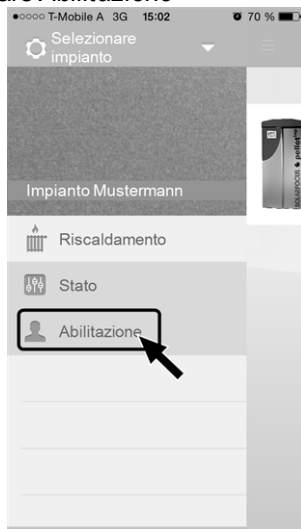 T-Mobile A 3G 15:02 70 %
Selezionare
impianto
Impianto Mustermann
Riscaldamento
Stato
Abilitazione